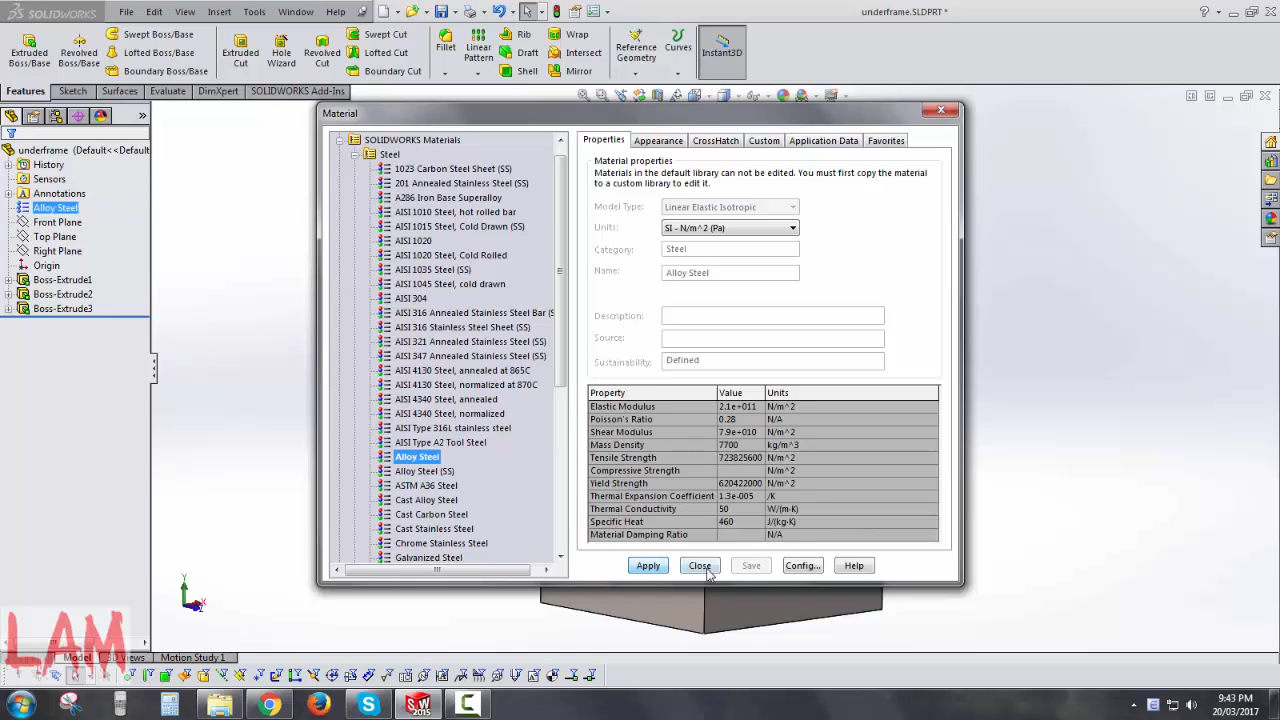 SOLIDWORKS File Edit View Insert Tools Window Help underframe.SLDPRT *
Extruded Boss/Base
Revolved Boss/Base
Swept Boss/Base
Lofted Boss/Base
Boundary Boss/Base
Extruded Cut
Hole Wizard
Revolved Cut
Swept Cut
Lofted Cut
Boundary Cut
Fillet
Linear Pattern
Rib
Draft
Shell
Wrap
Intersect
Mirror
Reference Geometry
Curves
Instant3D
Features Sketch Surfaces Evaluate DimXpert SOLIDWORKS Add-Ins
underframe (Default<<Default
History
Sensors
Annotations
Alloy Steel
Front Plane
Top Plane
Right Plane
Origin
Boss-Extrude1
Boss-Extrude2
Boss-Extrude3
Material
SOLIDWORKS Materials
Steel
1023 Carbon Steel Sheet (SS)
201 Annealed Stainless Steel (SS)
A286 Iron Base Superalloy
AISI 1010 Steel, hot rolled bar
AISI 1015 Steel, Cold Drawn (SS)
AISI 1020
AISI 1020 Steel, Cold Rolled
AISI 1035 Steel (SS)
AISI 1045 Steel, cold drawn
AISI 304
AISI 316 Annealed Stainless Steel Bar (S
AISI 316 Stainless Steel Sheet (SS)
AISI 321 Annealed Stainless Steel (SS)
AISI 347 Annealed Stainless Steel (SS)
AISI 4130 Steel, annealed at 865C
AISI 4130 Steel, normalized at 870C
AISI 4340 Steel, annealed
AISI 4340 Steel, normalized
AISI Type 316L stainless steel
AISI Type A2 Tool Steel
Alloy Steel
Alloy Steel (SS)
ASTM A36 Steel
Cast Alloy Steel
Cast Carbon Steel
Cast Stainless Steel
Chrome Stainless Steel
Galvanized Steel
Properties Appearance CrossHatch Custom Application Data Favorites
Material properties
Materials in the default library can not be edited. You must first copy the material
to a custom library to edit it.
Model Type: Linear Elastic Isotropic
Units: SI - N/m^2 (Pa)
Category: Steel
Name: Alloy Steel
Description:
Source:
Sustainability: Defined
Property Value Units
Elastic Modulus 2.1e+011 N/m^2
Poisson's Ratio 0.28 N/A
Shear Modulus 7.9e+010 N/m^2
Mass Density 7700 kg/m^3
Tensile Strength 723825600 N/m^2
Compressive Strength N/m^2
Yield Strength 620422000 N/m^2
Thermal Expansion Coefficient 1.3e-005 /K
Thermal Conductivity 50 W/(m·K)
Specific Heat 460 J/(kg·K)
Material Damping Ratio N/A
Apply Close Save Config... Help
Y
X
Z
LAM
Model 3D Views Motion Study 1
SW 2015
9:43 PM
20/03/2017